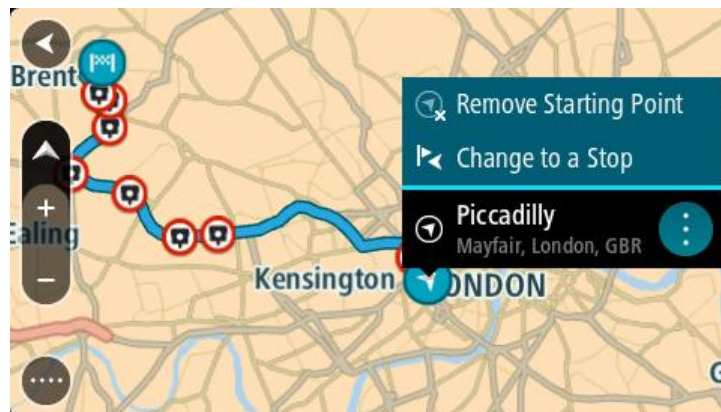 Brent
Remove Starting Point
Change to a Stop
Piccadilly
Mayfair, London, GBR
Ealing
Kensington
ONDON
G